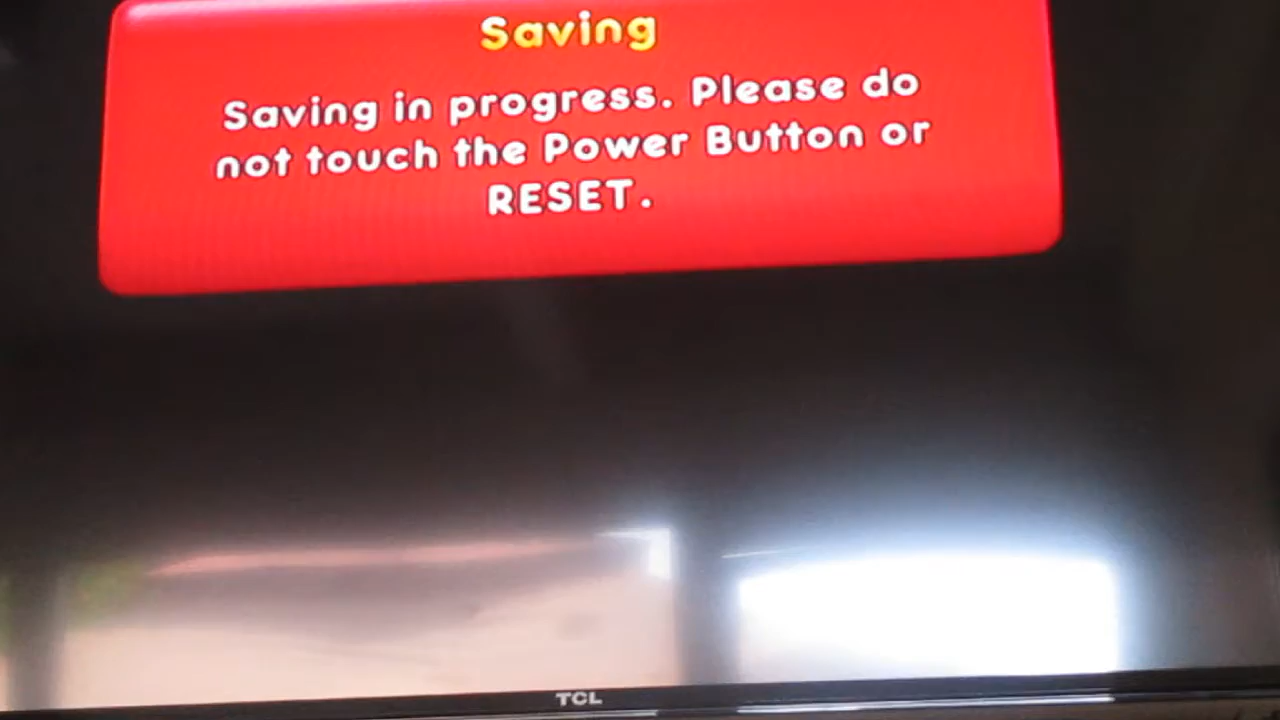 Saving
Saving in progress. Please do
not touch the Power Button or
RESET.
TCL